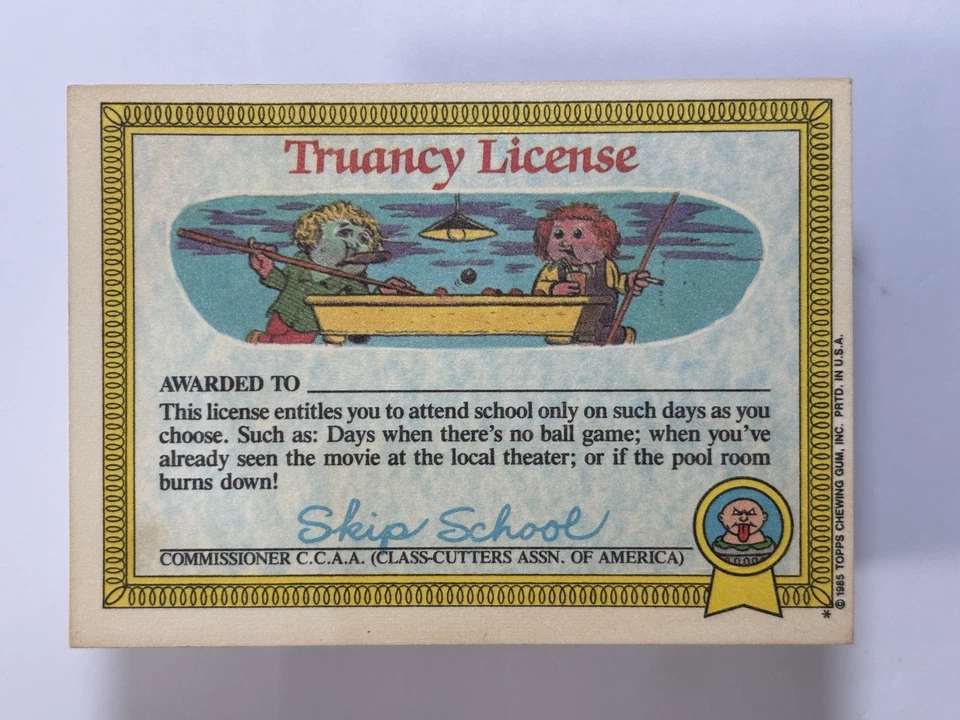 Truancy License
AWARDED TO
This license entitles you to attend school only on such days as you
choose. Such as: Days when there's no ball game; when you've
already seen the movie at the local theater; or if the pool room
burns down!
Skip School
COMMISSIONER C.C.A.A. (CLASS-CUTTERS ASSN. OF AMERICA)
* © 1985 TOPPS CHEWING GUM, INC. PRTD. IN U.S.A.